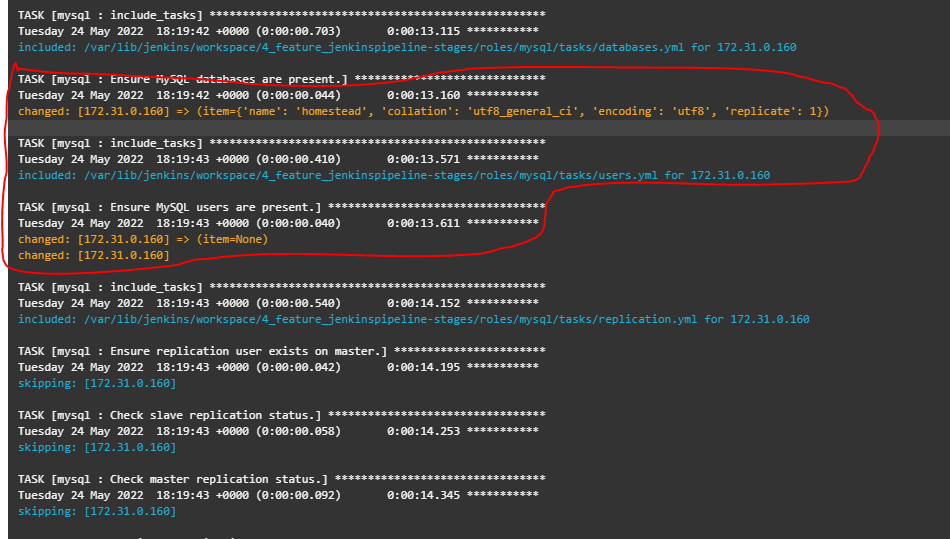 TASK [mysql : include_tasks] ***************************************************
Tuesday 24 May 2022  18:19:42 +0000 (0:00:00.703)       0:00:13.115 ***********
included: /var/lib/jenkins/workspace/4_feature_jenkinspipeline-stages/roles/mysql/tasks/databases.yml for 172.31.0.160
TASK [mysql : Ensure MySQL databases are present.] *****************************
Tuesday 24 May 2022  18:19:42 +0000 (0:00:00.044)       0:00:13.160 ***********
changed: [172.31.0.160] => (item={'name': 'homestead', 'collation': 'utf8_general_ci', 'encoding': 'utf8', 'replicate': 1})
TASK [mysql : include_tasks] ***************************************************
Tuesday 24 May 2022  18:19:43 +0000 (0:00:00.410)       0:00:13.571 ***********
included: /var/lib/jenkins/workspace/4_feature_jenkinspipeline-stages/roles/mysql/tasks/users.yml for 172.31.0.160
TASK [mysql : Ensure MySQL users are present.] *********************************
Tuesday 24 May 2022  18:19:43 +0000 (0:00:00.040)       0:00:13.611 ***********
changed: [172.31.0.160] => (item=None)
changed: [172.31.0.160]
TASK [mysql : include_tasks] ***************************************************
Tuesday 24 May 2022  18:19:43 +0000 (0:00:00.540)       0:00:14.152 ***********
included: /var/lib/jenkins/workspace/4_feature_jenkinspipeline-stages/roles/mysql/tasks/replication.yml for 172.31.0.160
TASK [mysql : Ensure replication user exists on master.] ***********************
Tuesday 24 May 2022  18:19:43 +0000 (0:00:00.042)       0:00:14.195 ***********
skipping: [172.31.0.160]
TASK [mysql : Check slave replication status.] *********************************
Tuesday 24 May 2022  18:19:43 +0000 (0:00:00.058)       0:00:14.253 ***********
skipping: [172.31.0.160]
TASK [mysql : Check master replication status.] ********************************
Tuesday 24 May 2022  18:19:43 +0000 (0:00:00.092)       0:00:14.345 ***********
skipping: [172.31.0.160]